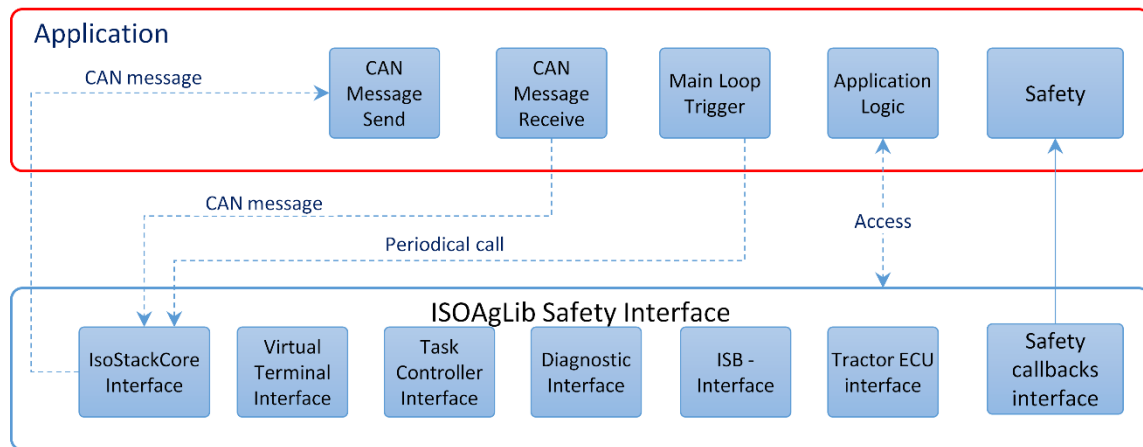 Application
CAN message
CAN
Message
Send
CAN
Message
Receive
Main Loop
Trigger
Application
Logic
Safety
CAN message
Periodical call
Access
ISOAgLib Safety Interface
IsoStackCore
Interface
Virtual
Terminal
Interface
Task
Controller
Interface
Diagnostic
Interface
ISB -
Interface
Tractor ECU
interface
Safety
callbacks
interface